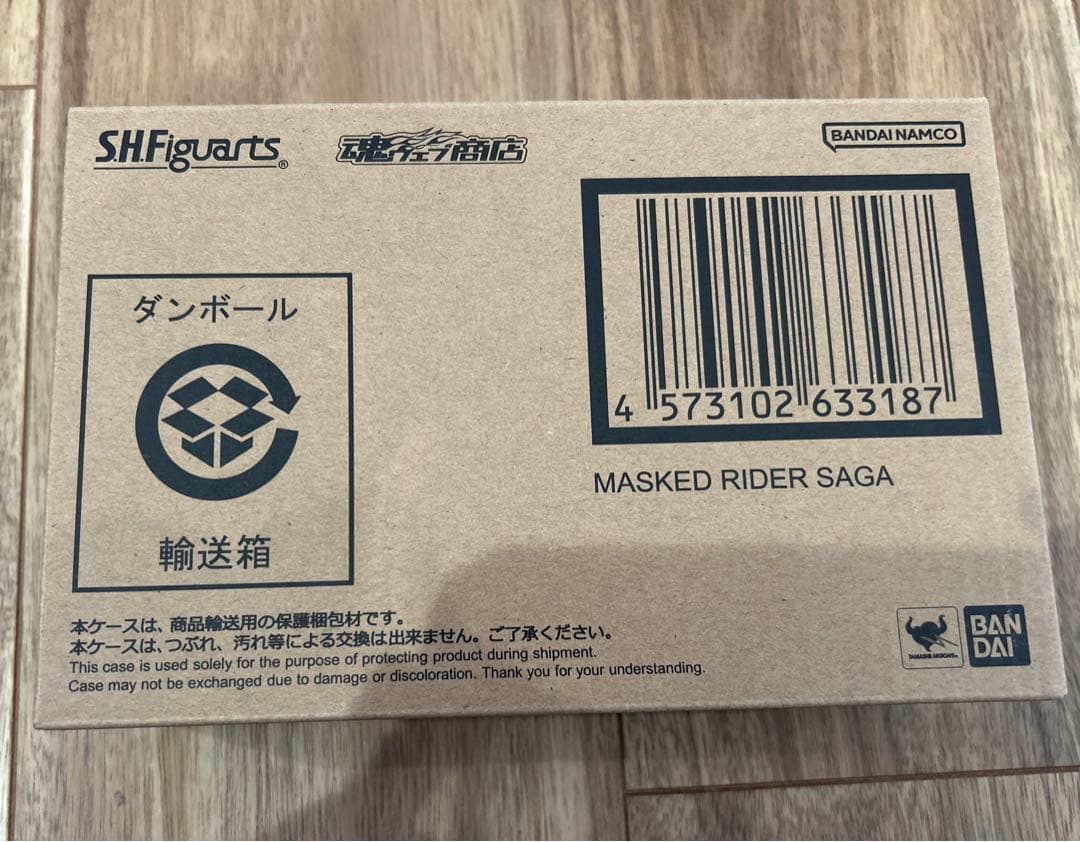 S.H.Figuarts®
魂ウェブ商店
BANDAI NAMCO
4 573102 633187
MASKED RIDER SAGA
ダンボール
輸送箱
本ケースは、商品輸送用の保護梱包材です。
本ケースは、つぶれ、汚れ等による交換は出来ません。ご了承ください。
This case is used solely for the purpose of protecting product during shipment.
Case may not be exchanged due to damage or discoloration. Thank you for your understanding.
TAMASHII NATIONS
BAN
DAI